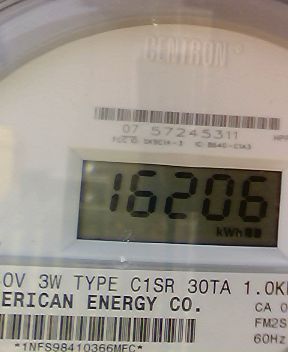 CENTRON
07 57245311
16206
kWh
0V 3W TYPE C1SR 30TA 1.0K
ERICAN ENERGY CO.
CA 0
FM2S
60Hz
*1NFS98410366MEC*